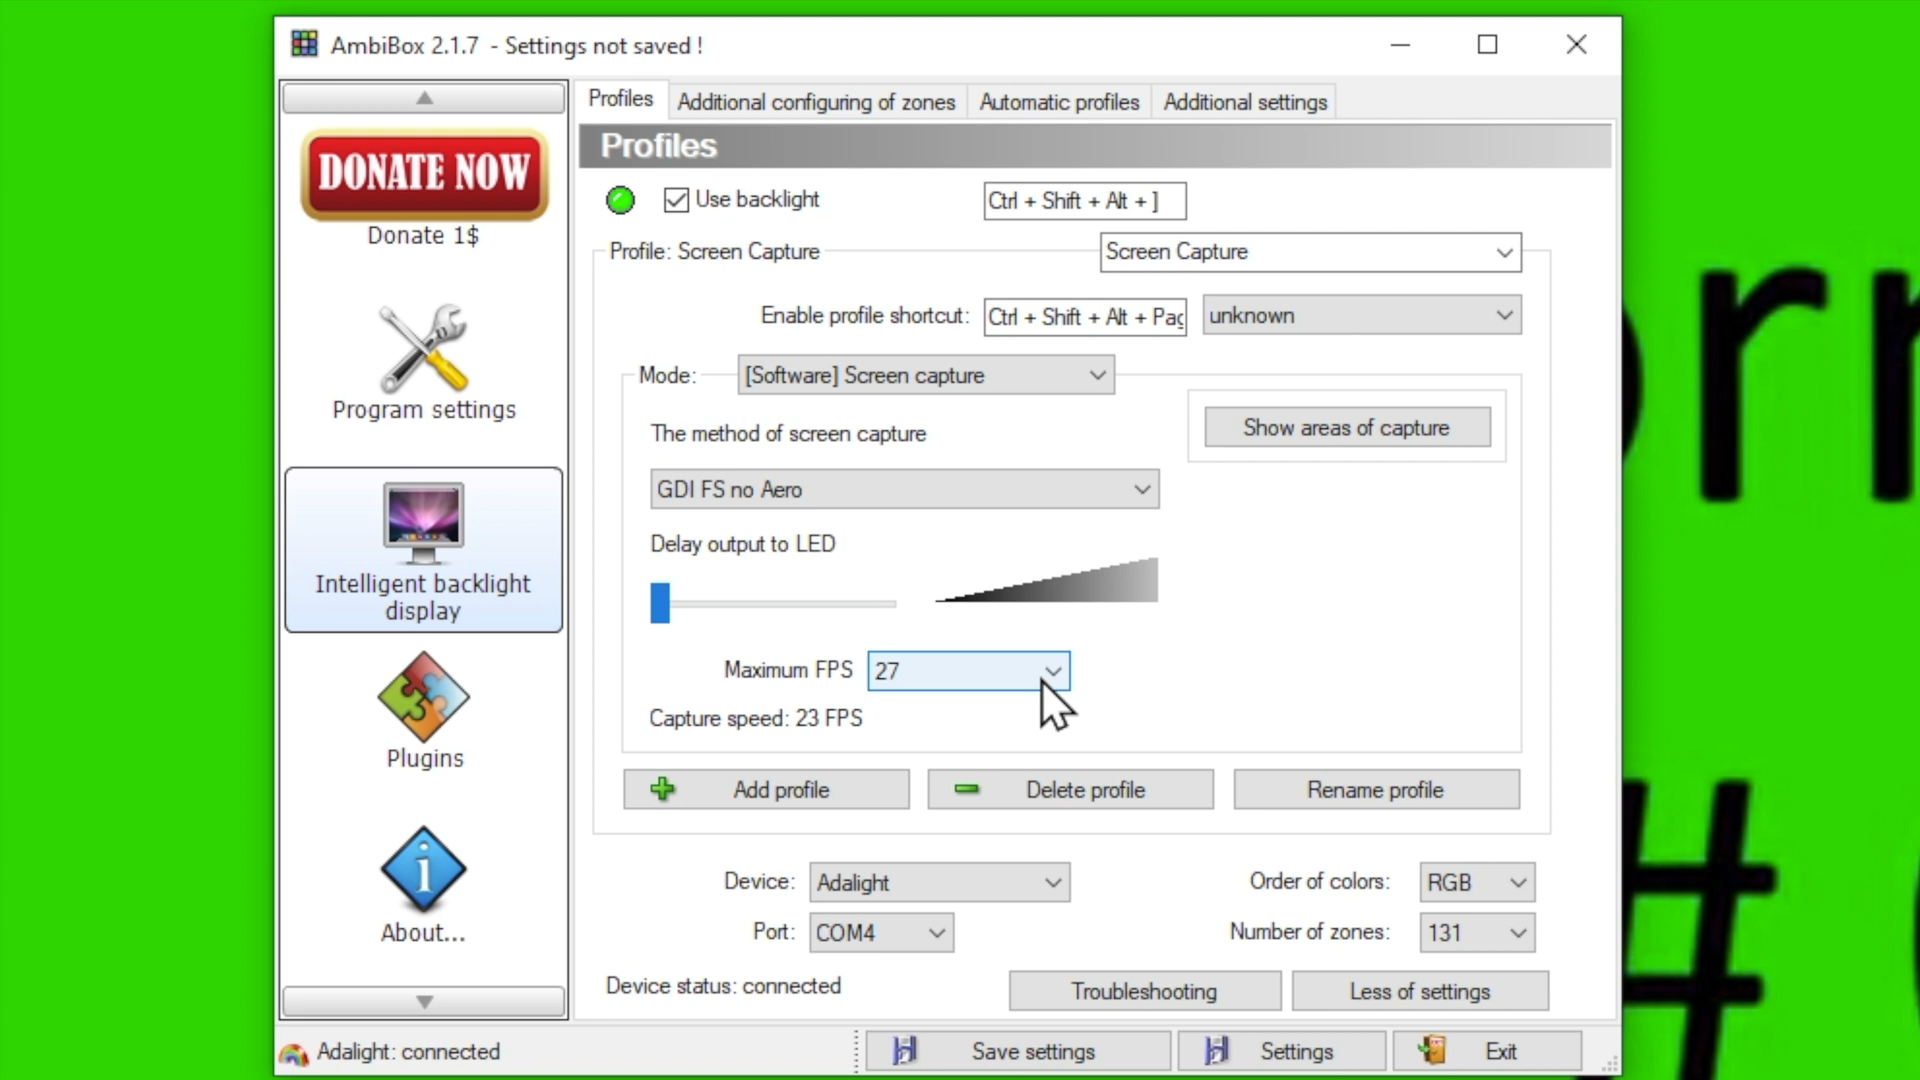 AmbiBox 2.1.7 - Settings not saved !
Profiles
Additional configuring of zones
Automatic profiles
Additional settings
DONATE NOW
Donate 1$
Program settings
Intelligent backlight
display
Plugins
About...
Profiles
Use backlight
Ctrl + Shift + Alt + ]
Profile: Screen Capture
Screen Capture
Enable profile shortcut:
Ctrl + Shift + Alt + Pag
unknown
Mode:
[Software] Screen capture
The method of screen capture
Show areas of capture
GDI FS no Aero
Delay output to LED
Maximum FPS
27
Capture speed: 23 FPS
Add profile
Delete profile
Rename profile
Device:
Adalight
Order of colors:
RGB
Port:
COM4
Number of zones:
131
Device status: connected
Troubleshooting
Less of settings
Adalight: connected
Save settings
Settings
Exit
#